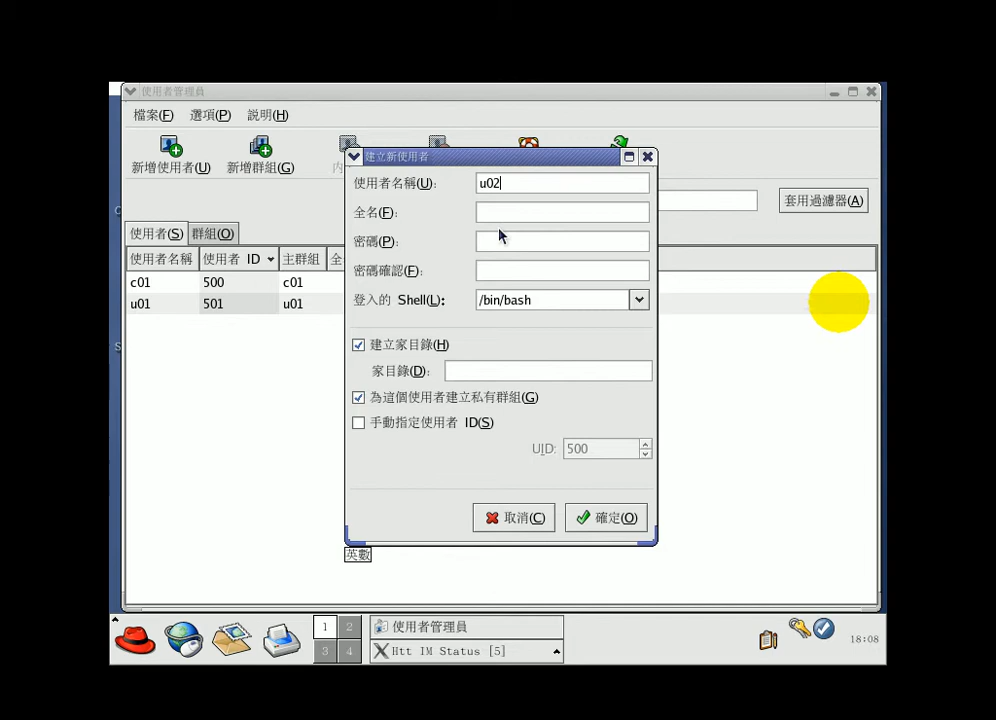 使用者管理員
檔案(F) 選項(P) 說明(H)
新增使用者(U) 新增群組(G) 內
套用過濾器(A)
使用者(S) 群組(O)
使用者名稱 使用者 ID 主群組 全
c01 500 c01
u01 501 u01
建立新使用者
使用者名稱(U): u02
全名(F):
密碼(P):
密碼確認(F):
登入的 Shell(L): /bin/bash
建立家目錄(H)
家目錄(D):
為這個使用者建立私有群組(G)
手動指定使用者 ID(S)
UID: 500
取消(C) 確定(O)
英數
1 2 使用者管理員
3 4 Htt IM Status [5]
18:08